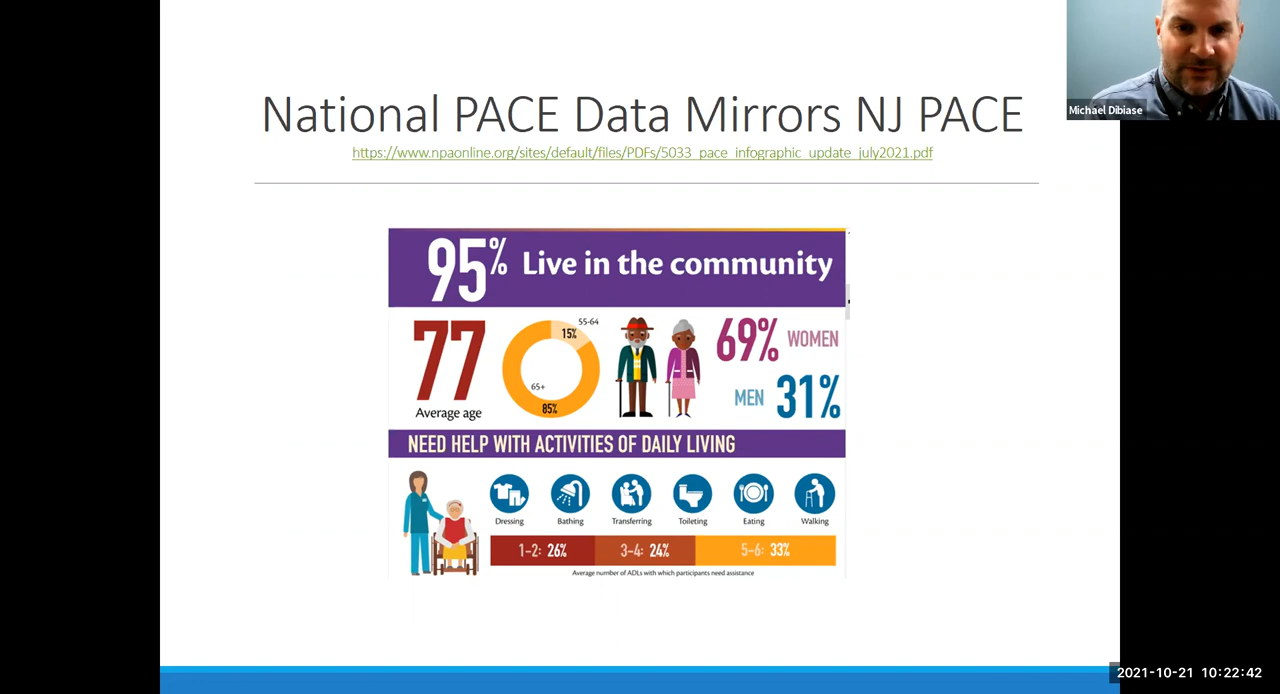 National PACE Data Mirrors NJ PACE
https://www.npaonline.org/sites/default/files/PDFs/5033_pace_infographic_update_july2021.pdf
Michael Dibiase
95% Live in the community
77
Average age
55-64
15%
65+
85%
69% WOMEN
MEN 31%
NEED HELP WITH ACTIVITIES OF DAILY LIVING
Dressing Bathing Transferring Toileting Eating Walking
1-2: 26% 3-4: 24% 5-6: 33%
Average number of ADLs with which participants need assistance
2021-10-21 10:22:42